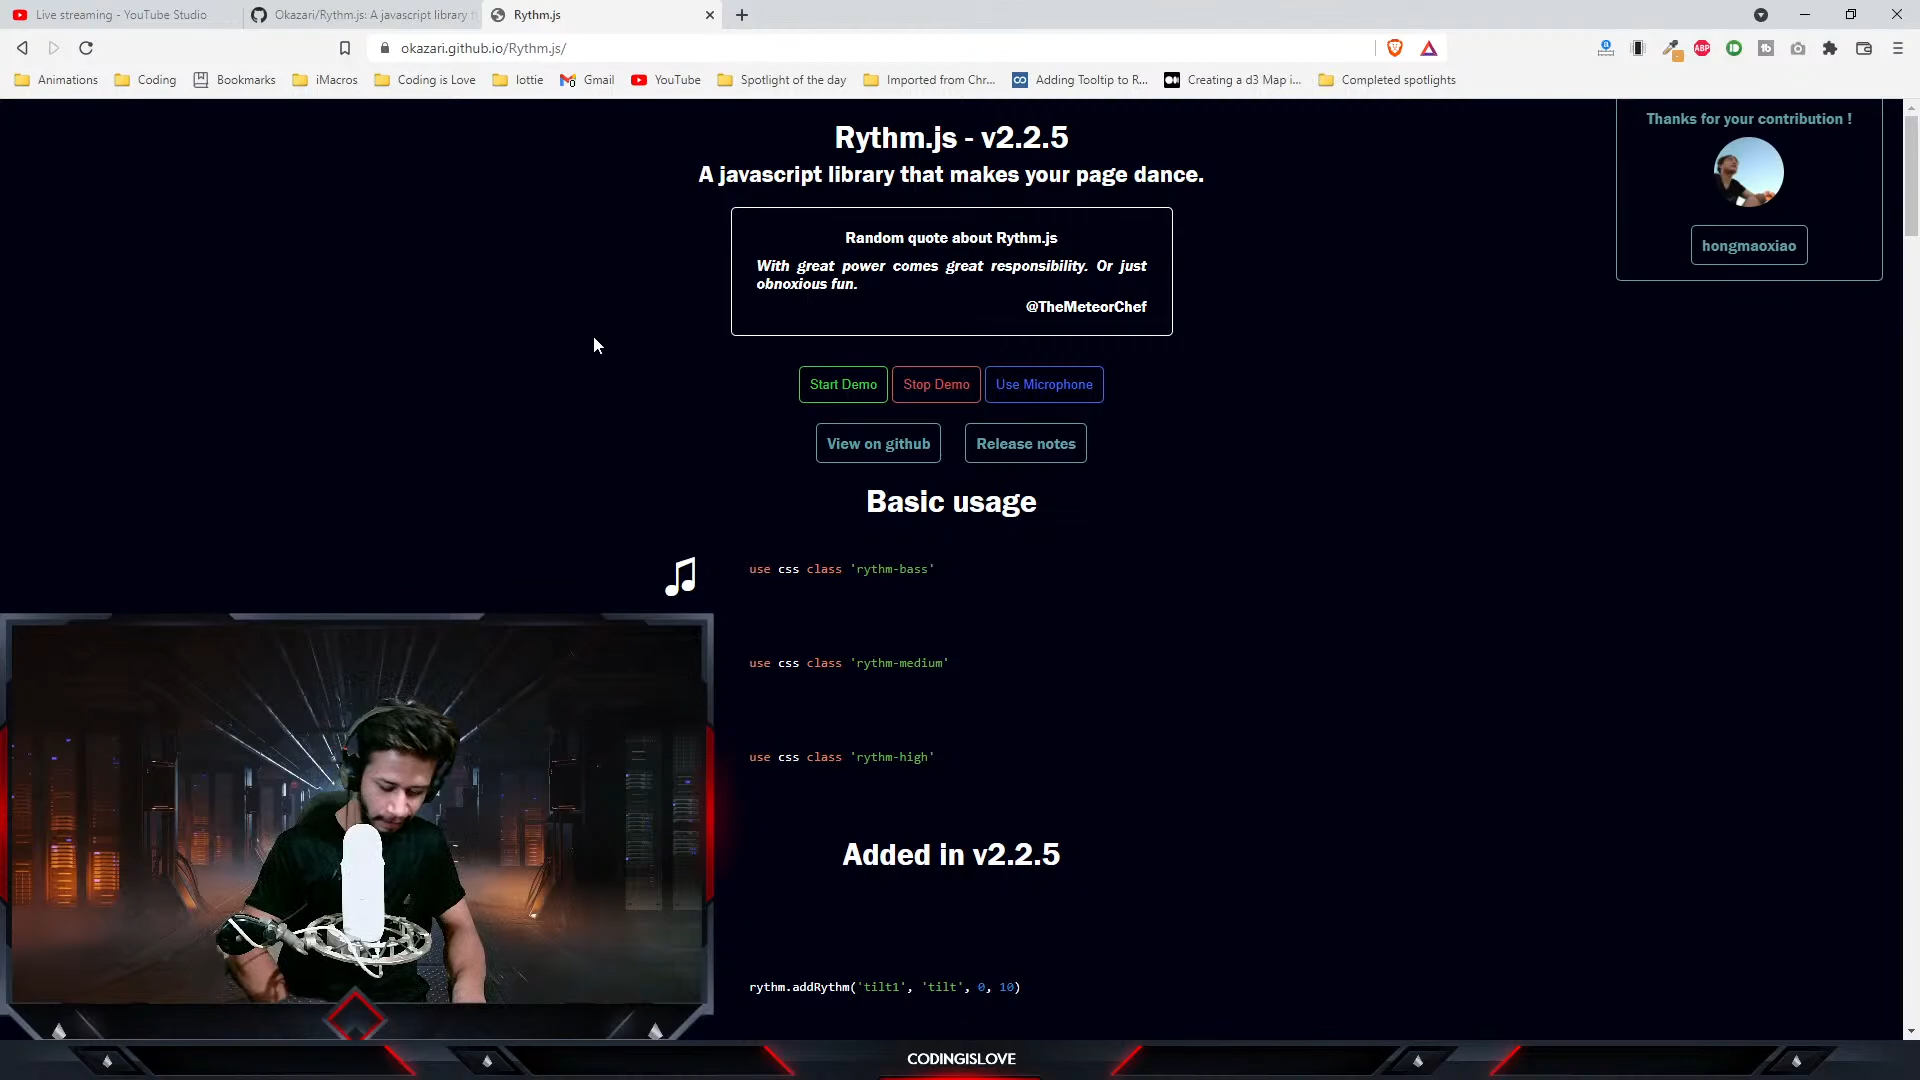 Live streaming - YouTube Studio
Okazari/Rythm.js: A javascript library t
Rythm.js
okazari.github.io/Rythm.js/
Animations
Coding
Bookmarks
iMacros
Coding is Love
lottie
Gmail
YouTube
Spotlight of the day
Imported from Chr...
Adding Tooltip to R...
Creating a d3 Map i...
Completed spotlights
Rythm.js - v2.2.5
A javascript library that makes your page dance.
Thanks for your contribution !
hongmaoxiao
Random quote about Rythm.js
With great power comes great responsibility. Or just
obnoxious fun.
@TheMeteorChef
Start Demo
Stop Demo
Use Microphone
View on github
Release notes
Basic usage
use css class 'rythm-bass'
use css class 'rythm-medium'
use css class 'rythm-high'
Added in v2.2.5
rythm.addRythm('tilt1', 'tilt', 0, 10)
CODINGISLOVE